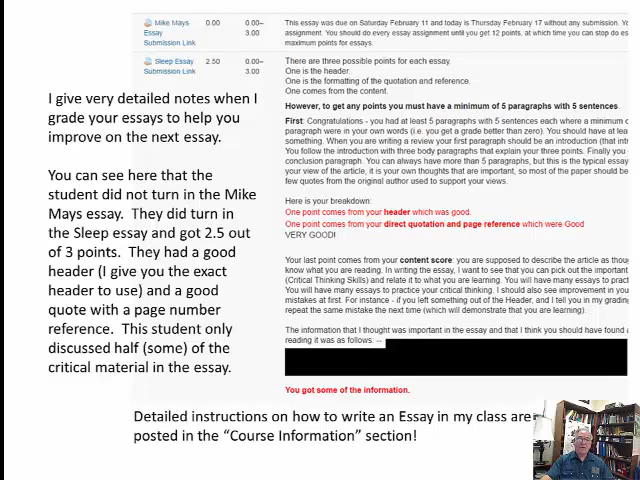 Mike Mays
Essay
Submission Link
0.00
0.00–
3.00
This essay was due on Saturday February 11 and today is Thursday February 17 without any submission.
assignment. You should do every essay assignment until you get 12 points, at which time you can stop do es
maximum points for essays.
Sleep Essay
Submission Link
2.50
0.00–
3.00
There are three possible points for each essay.
One is the header.
One is the formatting of the quotation and reference.
One comes from the content.
However, to get any points you must have a minimum of 5 paragraphs with 5 sentences.
First: Congratulations - you had at least 5 paragraphs with 5 sentences each where a minimum
paragraph were in your own words (i.e. you get a grade better than zero). You should have at lea
something. When you are writing a review your first paragraph should be an introduction (that int
You follow the introduction with three body paragraphs that explain your three points. Finally you
conclusion paragraph. You can always have more than 5 paragraphs, but this is the typical essay
your view of the article, it is your own thoughts that are important, so most of the paper should be
few quotes from the original author used to support your views.
Here is your breakdown:
One point comes from your header which was good.
One point comes from your direct quotation and page reference which were Good
VERY GOOD!
Your last point comes from your content score: you are supposed to describe the article as thoug
know what you are reading. In writing the essay, I want to see that you can pick out the important
(Critical Thinking Skills) and relate it to what you are learning. You will have many essays to pract
You will have many essays to practice your critical thinking. I should also see improvement in you
mistakes at first. For instance - if you left something out of the Header, and I tell you in my grading
repeat the same mistake the next time (which will demonstrate that you are learning).
The information that I thought was important in the essay and that I think you should have found
reading it was as follows: --
You got some of the information.
I give very detailed notes when I
grade your essays to help you
improve on the next essay.
You can see here that the
student did not turn in the Mike
Mays essay. They did turn in
the Sleep essay and got 2.5 out
of 3 points. They had a good
header (I give you the exact
header to use) and a good
quote with a page number
reference. This student only
discussed half (some) of the
critical material in the essay.
Detailed instructions on how to write an Essay in my class are
posted in the “Course Information” section!